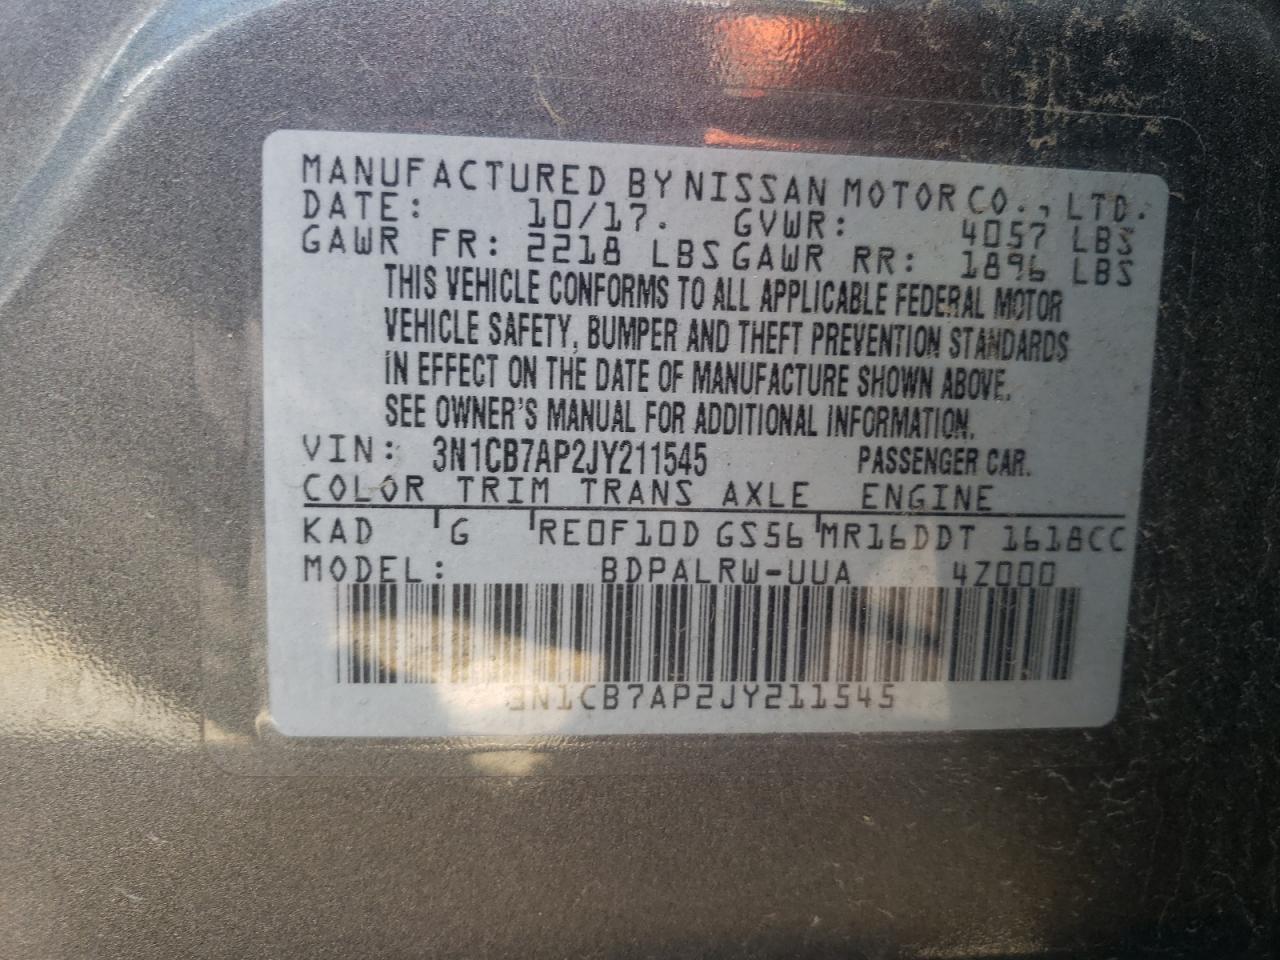 MANUFACTURED BY NISSAN MOTOR CO., LTD.
DATE: 10/17. GVWR: 4057 LBS
GAWR FR: 2218 LBS GAWR RR: 1896 LBS
THIS VEHICLE CONFORMS TO ALL APPLICABLE FEDERAL MOTOR
VEHICLE SAFETY, BUMPER AND THEFT PREVENTION STANDARDS
IN EFFECT ON THE DATE OF MANUFACTURE SHOWN ABOVE.
SEE OWNER'S MANUAL FOR ADDITIONAL INFORMATION.
VIN: 3N1CB7AP2JY211545 PASSENGER CAR.
COLOR TRIM TRANS AXLE ENGINE
KAD G RE0F10D GS56 MR16DDT 1618CC
MODEL: BDPALRW-UUA 4Z000
3N1CB7AP2JY211545